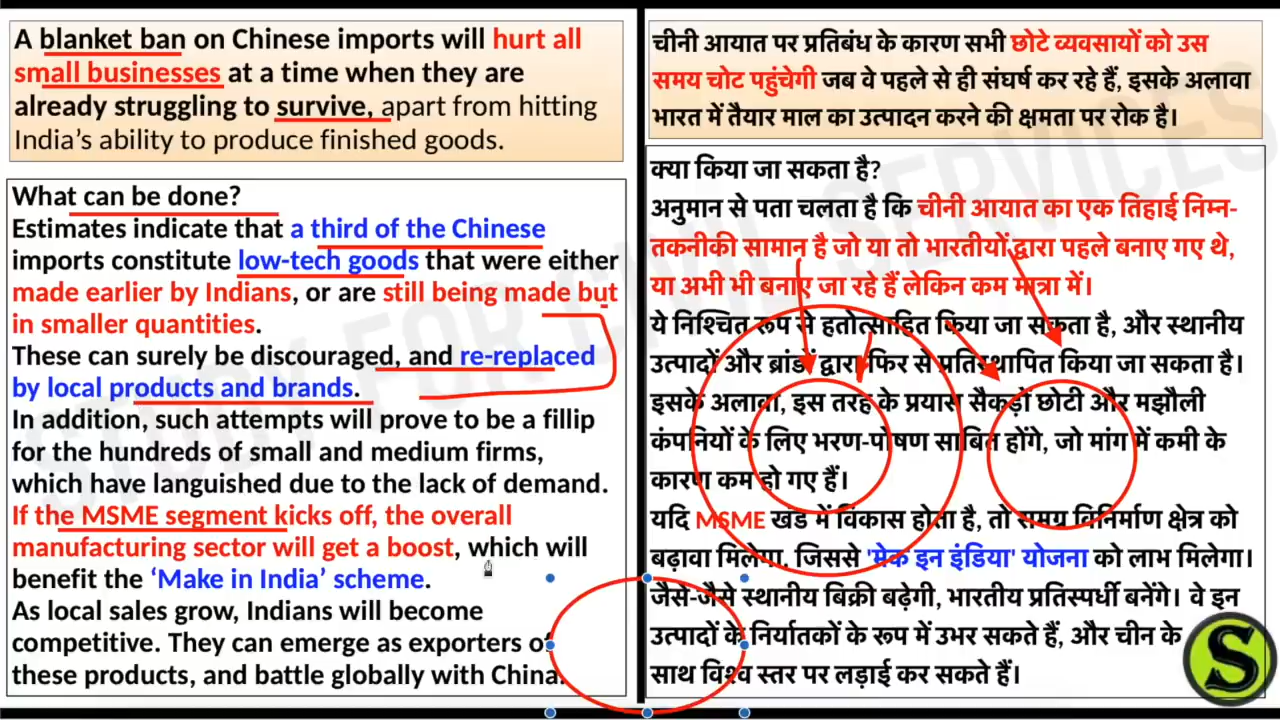 A blanket ban on Chinese imports will hurt all
small businesses at a time when they are
already struggling to survive, apart from hitting
India's ability to produce finished goods.
What can be done?
Estimates indicate that a third of the Chinese
imports constitute low-tech goods that were either
made earlier by Indians, or are still being made but
in smaller quantities.
These can surely be discouraged, and re-replaced
by local products and brands.
In addition, such attempts will prove to be a fillip
for the hundreds of small and medium firms,
which have languished due to the lack of demand.
If the MSME segment kicks off, the overall
manufacturing sector will get a boost, which will
benefit the ‘Make in India’ scheme.
As local sales grow, Indians will become
competitive. They can emerge as exporters of
these products, and battle globally with China.
चीनी आयात पर प्रतिबंध के कारण सभी छोटे व्यवसायों को उस
समय चोट पहुंचेगी जब वे पहले से ही संघर्ष कर रहे हैं, इसके अलावा
भारत में तैयार माल का उत्पादन करने की क्षमता पर रोक है।
क्या किया जा सकता है?
अनुमान से पता चलता है कि चीनी आयात का एक तिहाई निम्न-
तकनीकी सामान है जो या तो भारतीयों द्वारा पहले बनाए गए थे,
या अभी भी बनाए जा रहे हैं लेकिन कम मात्रा में।
ये निश्चित रूप से हतोत्साहित किया जा सकता है, और स्थानीय
उत्पादों और ब्रांडों द्वारा फिर से प्रतिस्थापित किया जा सकता है।
इसके अलावा, इस तरह के प्रयास सैकड़ों छोटी और मझौली
कंपनियों के लिए भरण-पोषण साबित होंगे, जो मांग में कमी के
कारण कम हो गए हैं।
यदि MSME खंड में विकास होता है, तो समग्र विनिर्माण क्षेत्र को
बढ़ावा मिलेगा, जिससे 'मेक इन इंडिया' योजना को लाभ मिलेगा।
जैसे-जैसे स्थानीय बिक्री बढ़ेगी, भारतीय प्रतिस्पर्धी बनेंगे। वे इन
उत्पादों के निर्यातकों के रूप में उभर सकते हैं, और चीन के
साथ विश्व स्तर पर लड़ाई कर सकते हैं।
STUDY FOR CIVIL SERVICES
S